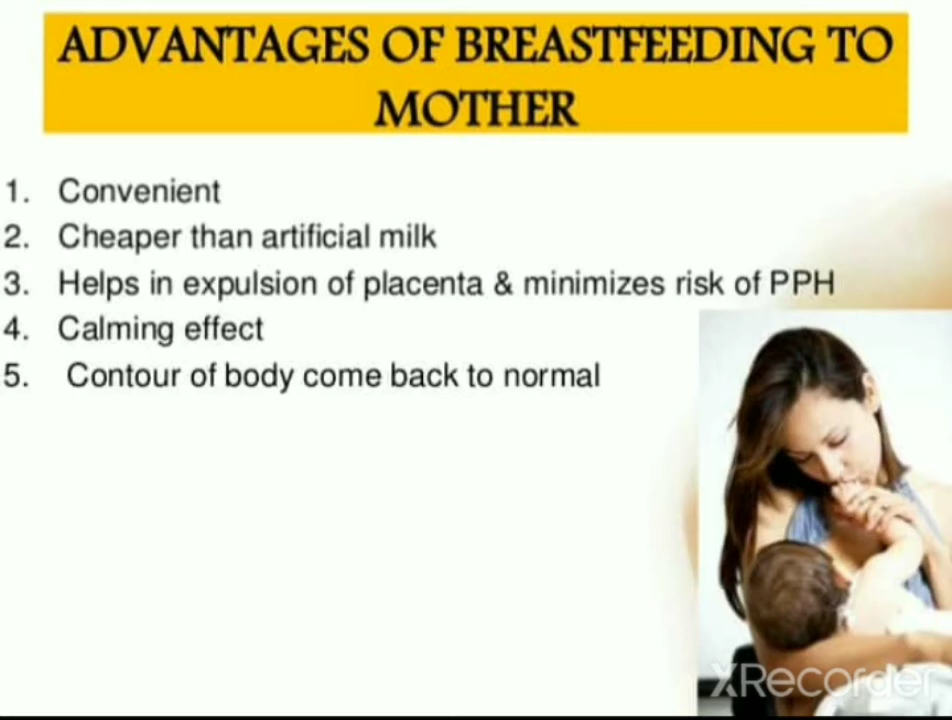 ADVANTAGES OF BREASTFEEDING TO
MOTHER
1. Convenient
2. Cheaper than artificial milk
3. Helps in expulsion of placenta & minimizes risk of PPH
4. Calming effect
5. Contour of body come back to normal
XRecorder